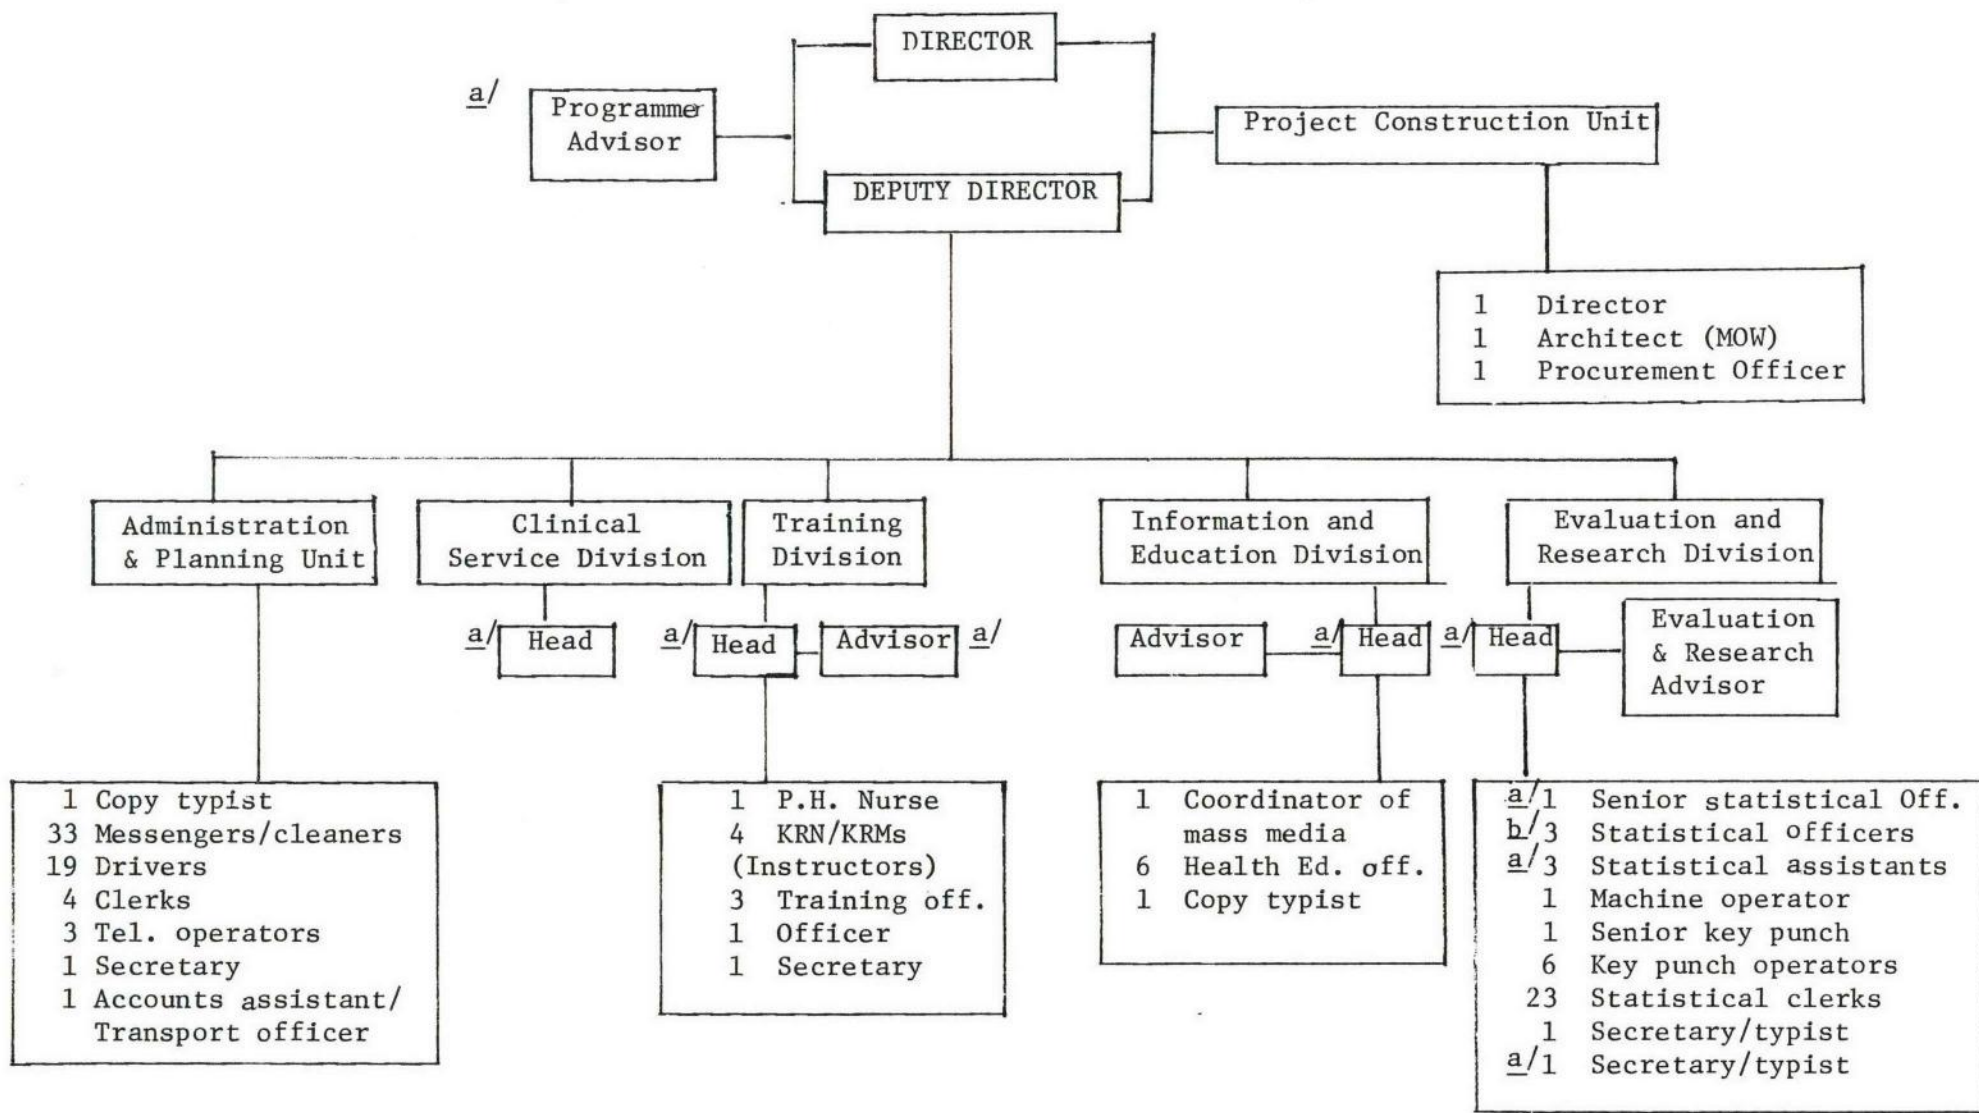 DIRECTOR
a/
Programmer
Advisor
Project Construction Unit
DEPUTY DIRECTOR
1 Director
1 Architect (MOW)
1 Procurement Officer
Administration
& Planning Unit
Clinical
Service Division
Training
Division
Information and
Education Division
Evaluation and
Research Division
a/ Head
a/ Head
Advisor a/
Advisor
a/ Head
a/ Head
Evaluation
& Research
Advisor
1 Copy typist
33 Messengers/cleaners
19 Drivers
4 Clerks
3 Tel. operators
1 Secretary
1 Accounts assistant/
Transport officer
1 P.H. Nurse
4 KRN/KRMs
(Instructors)
3 Training off.
1 Officer
1 Secretary
1 Coordinator of
mass media
6 Health Ed. off.
1 Copy typist
a/1 Senior statistical Off.
b/3 Statistical officers
a/3 Statistical assistants
1 Machine operator
1 Senior key punch
6 Key punch operators
23 Statistical clerks
1 Secretary/typist
a/1 Secretary/typist